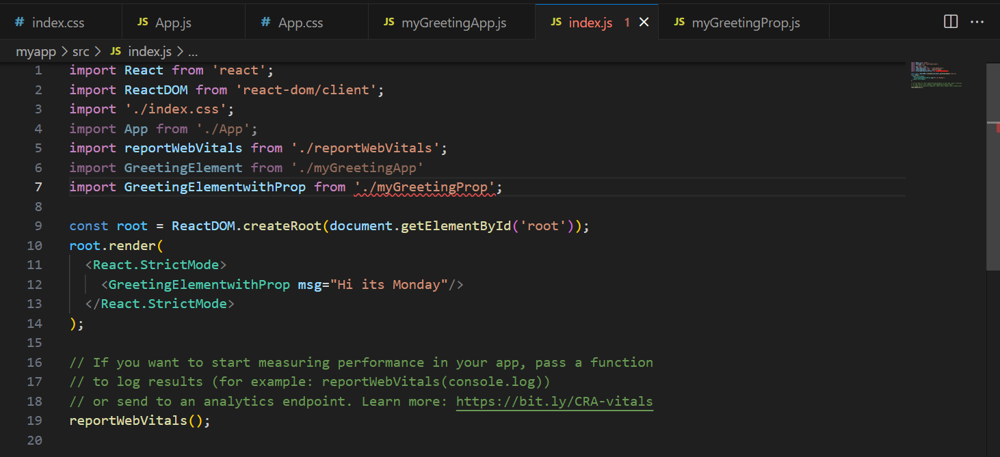 # index.css JS App.js # App.css JS myGreetingApp.js JS index.js 1 JS myGreetingProp.js
myapp > src > JS index.js > ...
1 import React from 'react';
2 import ReactDOM from 'react-dom/client';
3 import './index.css';
4 import App from './App';
5 import reportWebVitals from './reportWebVitals';
6 import GreetingElement from './myGreetingApp'
7 import GreetingElementwithProp from './myGreetingProp';
8
9 const root = ReactDOM.createRoot(document.getElementById('root'));
10 root.render(
11   <React.StrictMode>
12     <GreetingElementwithProp msg="Hi its Monday"/>
13   </React.StrictMode>
14 );
15
16 // If you want to start measuring performance in your app, pass a function
17 // to log results (for example: reportWebVitals(console.log))
18 // or send to an analytics endpoint. Learn more: https://bit.ly/CRA-vitals
19 reportWebVitals();
20